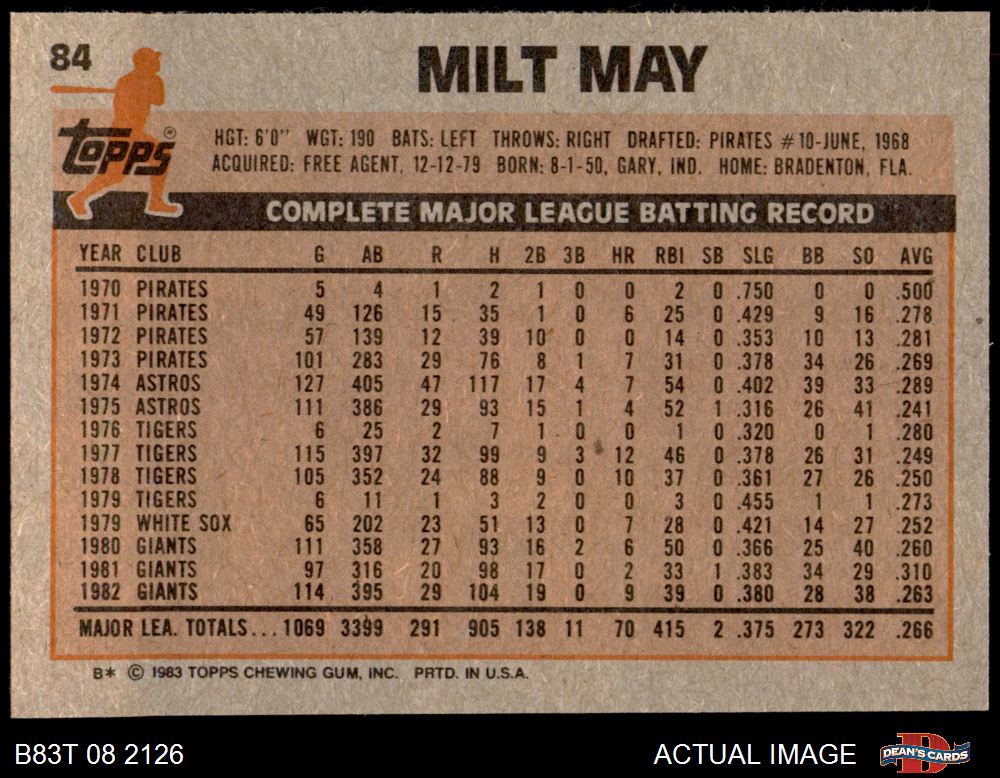 84
MILT MAY
Topps®
HGT: 6'0" WGT: 190 BATS: LEFT THROWS: RIGHT DRAFTED: PIRATES #10-JUNE, 1968
ACQUIRED: FREE AGENT, 12-12-79 BORN: 8-1-50, GARY, IND. HOME: BRADENTON, FLA.
COMPLETE MAJOR LEAGUE BATTING RECORD
YEAR CLUB G AB R H 2B 3B HR RBI SB SLG BB SO AVG
1970 PIRATES 5 4 1 2 1 0 0 2 0 .750 0 0 .500
1971 PIRATES 49 126 15 35 1 0 6 25 0 .429 9 16 .278
1972 PIRATES 57 139 12 39 10 0 0 14 0 .353 10 13 .281
1973 PIRATES 101 283 29 76 8 1 7 31 0 .378 34 26 .269
1974 ASTROS 127 405 47 117 17 4 7 54 0 .402 39 33 .289
1975 ASTROS 111 386 29 93 15 1 4 52 1 .316 26 41 .241
1976 TIGERS 6 25 2 7 1 0 0 1 0 .320 0 1 .280
1977 TIGERS 115 397 32 99 9 3 12 46 0 .378 26 31 .249
1978 TIGERS 105 352 24 88 9 0 10 37 0 .361 27 26 .250
1979 TIGERS 6 11 1 3 2 0 0 3 0 .455 1 1 .273
1979 WHITE SOX 65 202 23 51 13 0 7 28 0 .421 14 27 .252
1980 GIANTS 111 358 27 93 16 2 6 50 0 .366 25 40 .260
1981 GIANTS 97 316 20 98 17 0 2 33 1 .383 34 29 .310
1982 GIANTS 114 395 29 104 19 0 9 39 0 .380 28 38 .263
MAJOR LEA. TOTALS... 1069 3399 291 905 138 11 70 415 2 .375 273 322 .266
B* © 1983 TOPPS CHEWING GUM, INC. PRTD. IN U.S.A.
B83T 08 2126 ACTUAL IMAGE DEAN'S CARDS